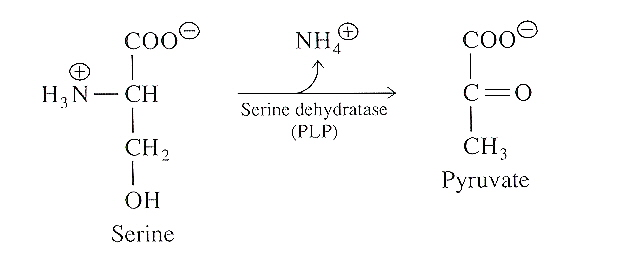 COO⊖ NH₄⊕ COO⊖
⊕
H₃N — CH C=O
Serine dehydratase
(PLP)
CH₂ CH₃
OH Pyruvate
Serine